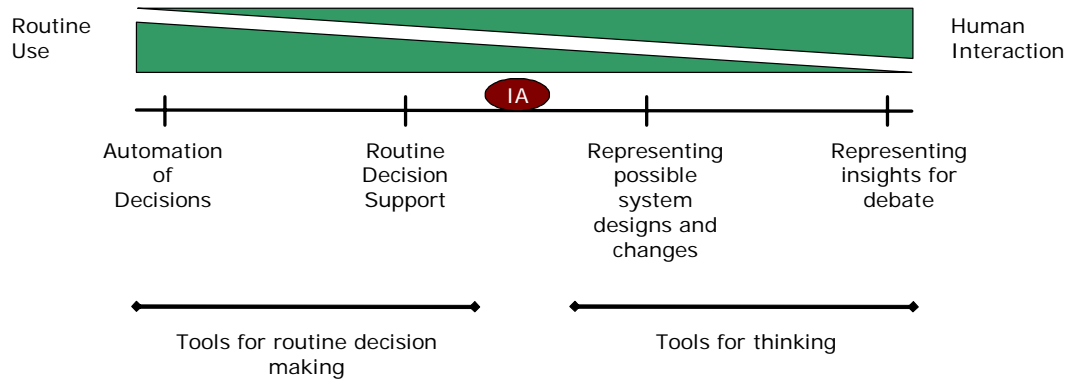 Routine
Use
Human
Interaction
IA
Automation
of
Decisions
Routine
Decision
Support
Representing
possible
system
designs and
changes
Representing
insights for
debate
Tools for routine decision
making
Tools for thinking